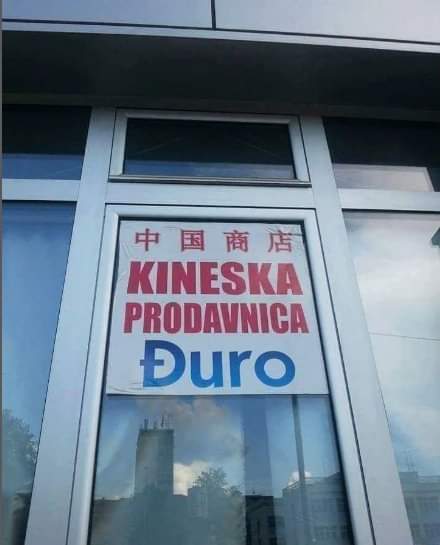 中国商店
KINESKA
PRODAVNICA
Đuro